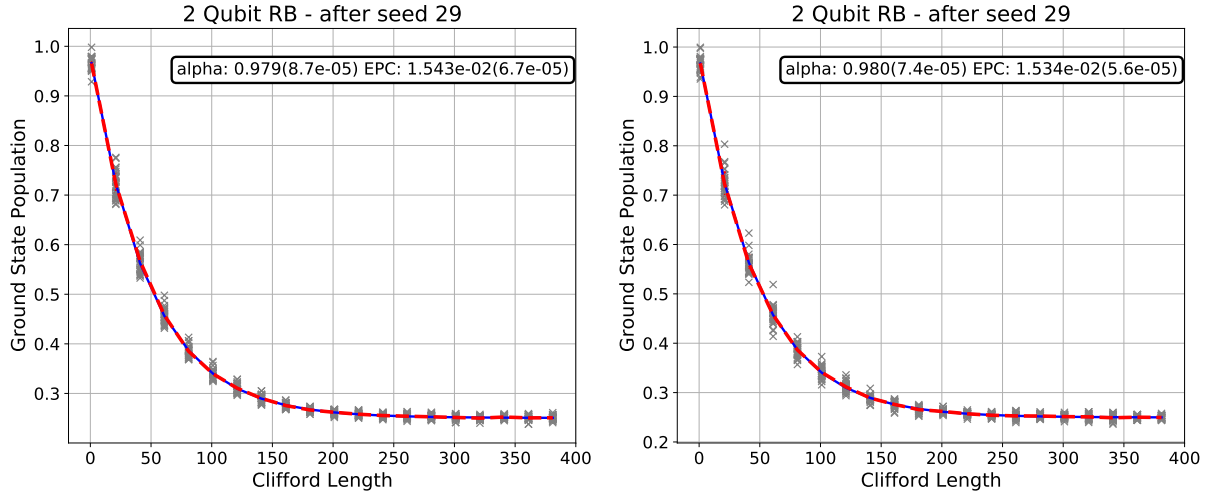 2 Qubit RB - after seed 29
alpha: 0.979(8.7e-05) EPC: 1.543e-02(6.7e-05)
Ground State Population
1.0
0.9
0.8
0.7
0.6
0.5
0.4
0.3
0 50 100 150 200 250 300 350 400
Clifford Length
2 Qubit RB - after seed 29
alpha: 0.980(7.4e-05) EPC: 1.534e-02(5.6e-05)
Ground State Population
1.0
0.9
0.8
0.7
0.6
0.5
0.4
0.3
0.2
0 50 100 150 200 250 300 350 400
Clifford Length